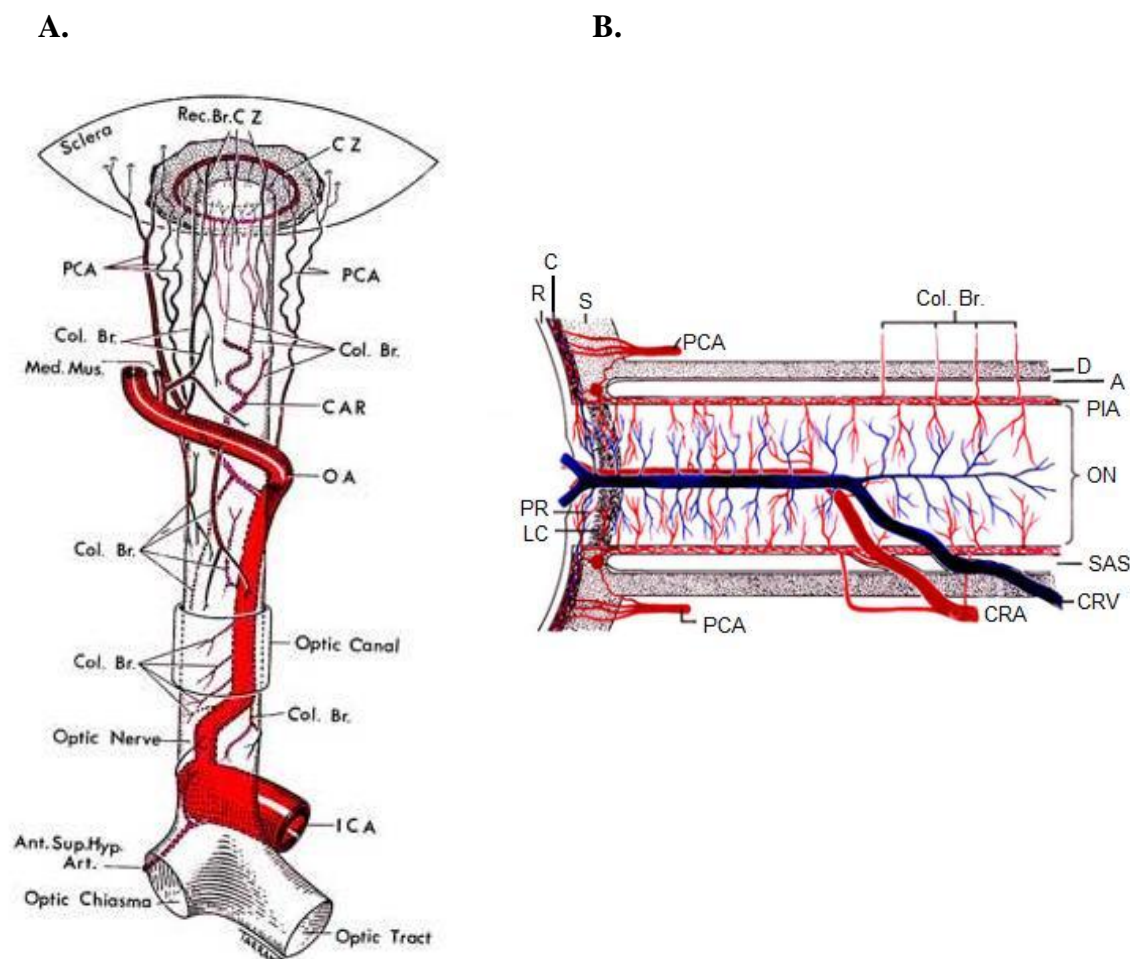 A.
B.
Sclera
Rec.Br.C Z
C Z
PCA
PCA
Col. Br.
Col. Br.
Med. Mus.
CAR
OA
Col. Br.
Optic Canal
Col. Br.
Col. Br.
Optic Nerve
ICA
Ant.Sup.Hyp.
Art.
Optic Chiasma
Optic Tract
C
R
S
Col. Br.
PCA
D
A
PIA
ON
PR
LC
SAS
CRV
CRA
PCA